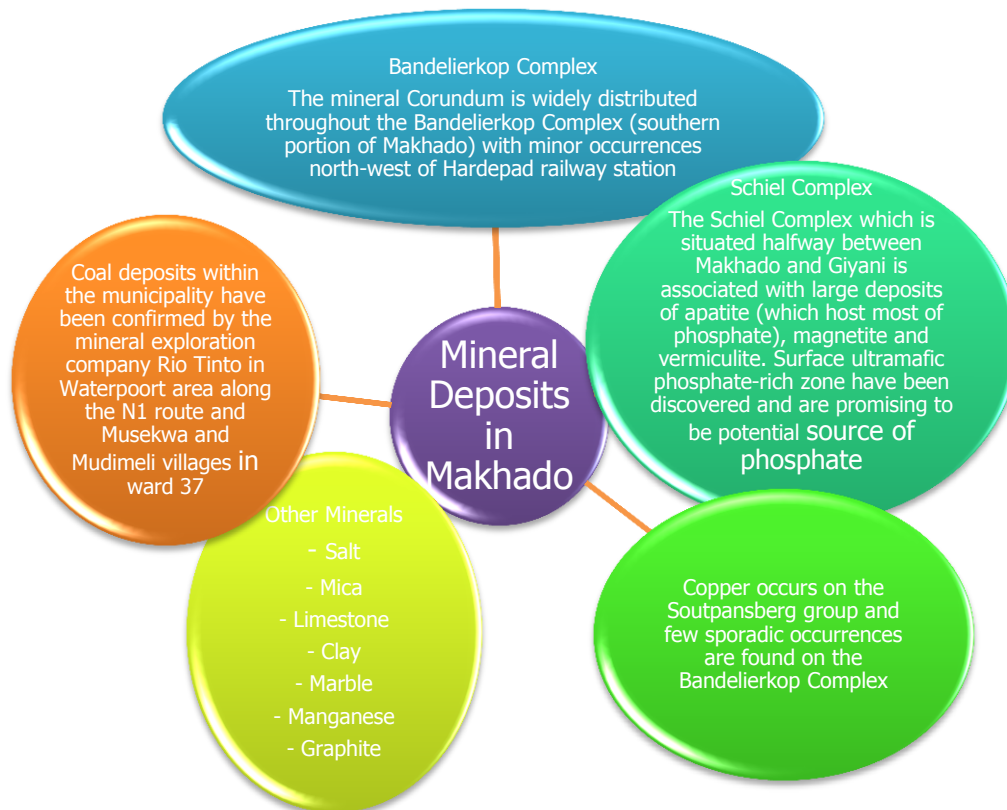 Bandelierkop Complex
The mineral Corundum is widely distributed
throughout the Bandelierkop Complex (southern
portion of Makhado) with minor occurrences
north-west of Hardepad railway station
Schiel Complex
The Schiel Complex which is
situated halfway between
Makhado and Giyani is
associated with large deposits
of apatite (which host most of
phosphate), magnetite and
vermiculite. Surface ultramafic
phosphate-rich zone have been
discovered and are promising to
be potential source of
phosphate
Coal deposits within
the municipality have
been confirmed by the
mineral exploration
company Rio Tinto in
Waterpoort area along
the N1 route and
Musekwa and
Mudimeli villages in
ward 37
Mineral
Deposits
in
Makhado
Other Minerals
- Salt
- Mica
- Limestone
- Clay
- Marble
- Manganese
- Graphite
Copper occurs on the
Soutpansberg group and
few sporadic occurrences
are found on the
Bandelierkop Complex